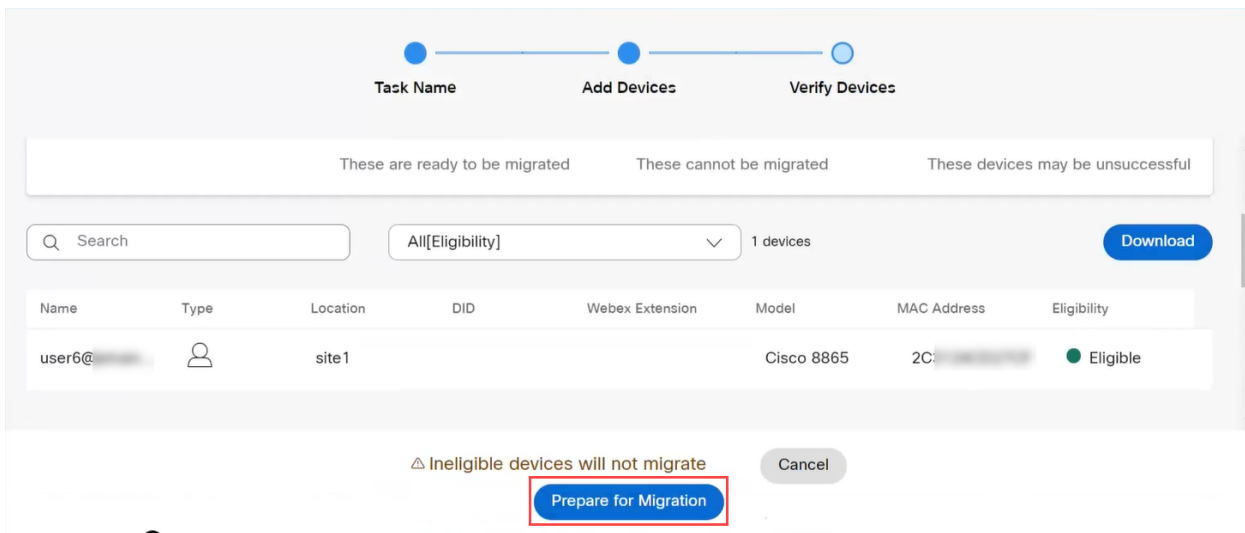 Task Name Add Devices Verify Devices
These are ready to be migrated These cannot be migrated These devices may be unsuccessful
Search All[Eligibility] 1 devices Download
Name Type Location DID Webex Extension Model MAC Address Eligibility
user6@ site1 Cisco 8865 2C Eligible
Ineligible devices will not migrate Cancel
Prepare for Migration